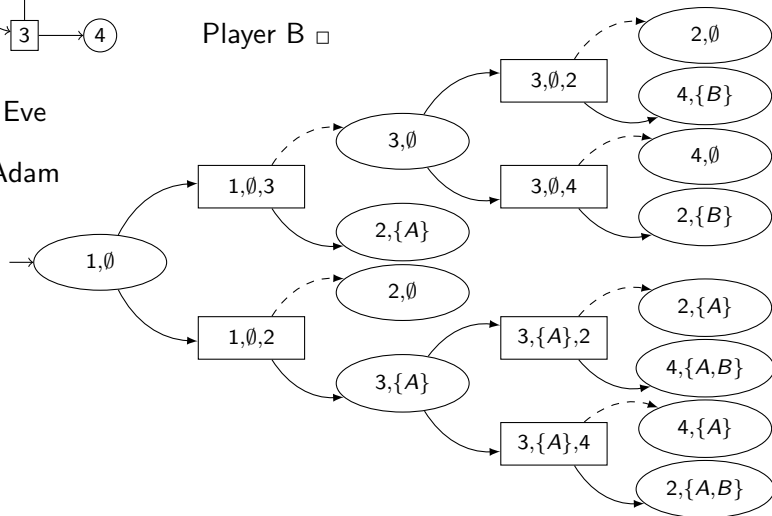 3 4
Player B □
Eve
Adam
1,∅
1,∅,3
1,∅,2
3,∅
2,{A}
2,∅
3,{A}
3,∅,2
3,∅,4
3,{A},2
3,{A},4
2,∅
4,{B}
4,∅
2,{B}
2,{A}
4,{A,B}
4,{A}
2,{A,B}